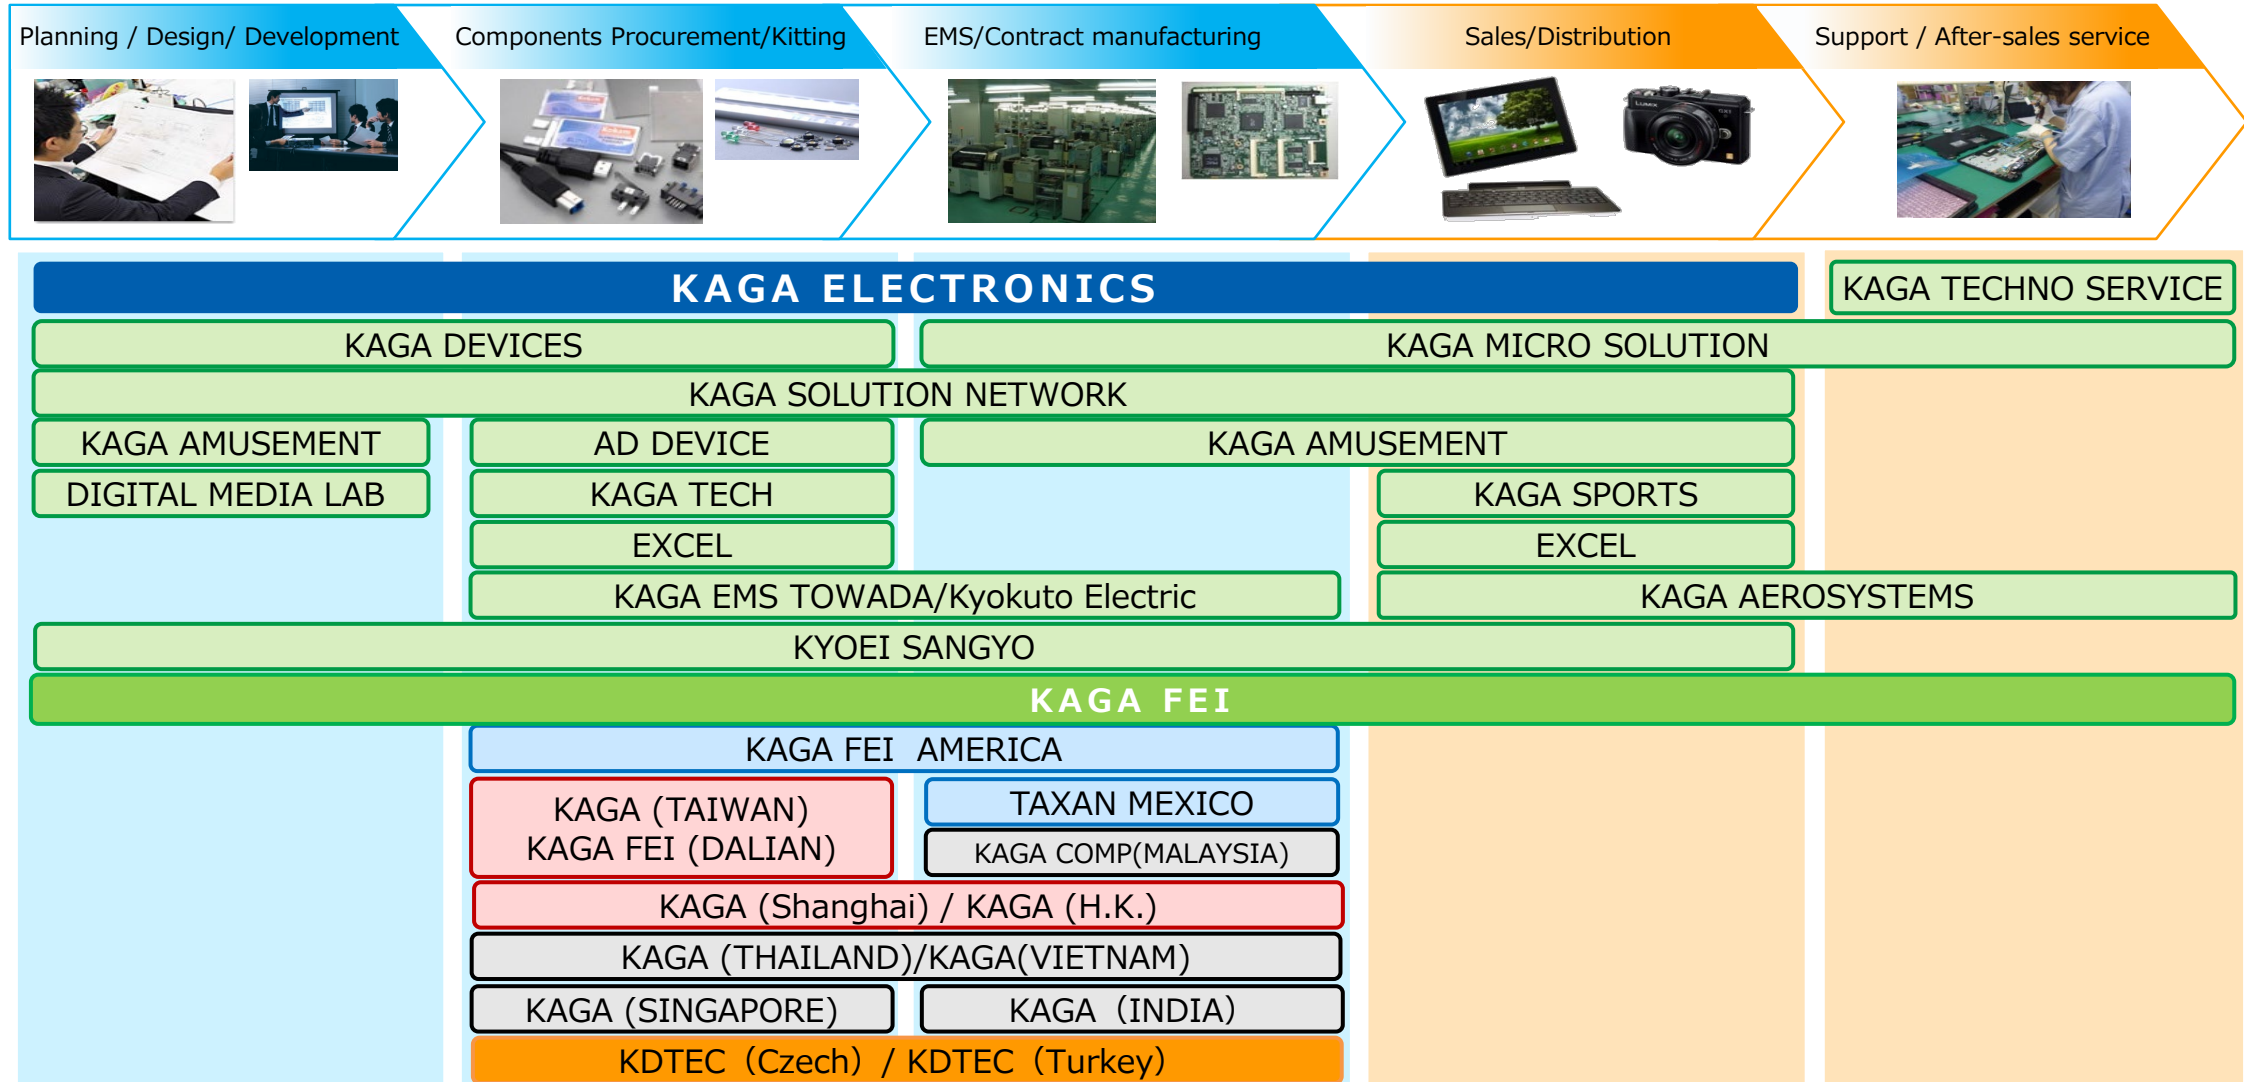 Planning / Design/ Development
Components Procurement/Kitting
EMS/Contract manufacturing
Sales/Distribution
Support / After-sales service
LUMIX
KAGA ELECTRONICS
KAGA TECHNO SERVICE
KAGA DEVICES
KAGA MICRO SOLUTION
KAGA SOLUTION NETWORK
KAGA AMUSEMENT
AD DEVICE
KAGA AMUSEMENT
DIGITAL MEDIA LAB
KAGA TECH
KAGA SPORTS
EXCEL
EXCEL
KAGA EMS TOWADA/Kyokuto Electric
KAGA AEROSYSTEMS
KYOEI SANGYO
KAGA FEI
KAGA FEI  AMERICA
KAGA (TAIWAN)
KAGA FEI (DALIAN)
TAXAN MEXICO
KAGA COMP(MALAYSIA)
KAGA (Shanghai) / KAGA (H.K.)
KAGA (THAILAND)/KAGA(VIETNAM)
KAGA (SINGAPORE)
KAGA（INDIA）
KDTEC（Czech）/ KDTEC（Turkey）